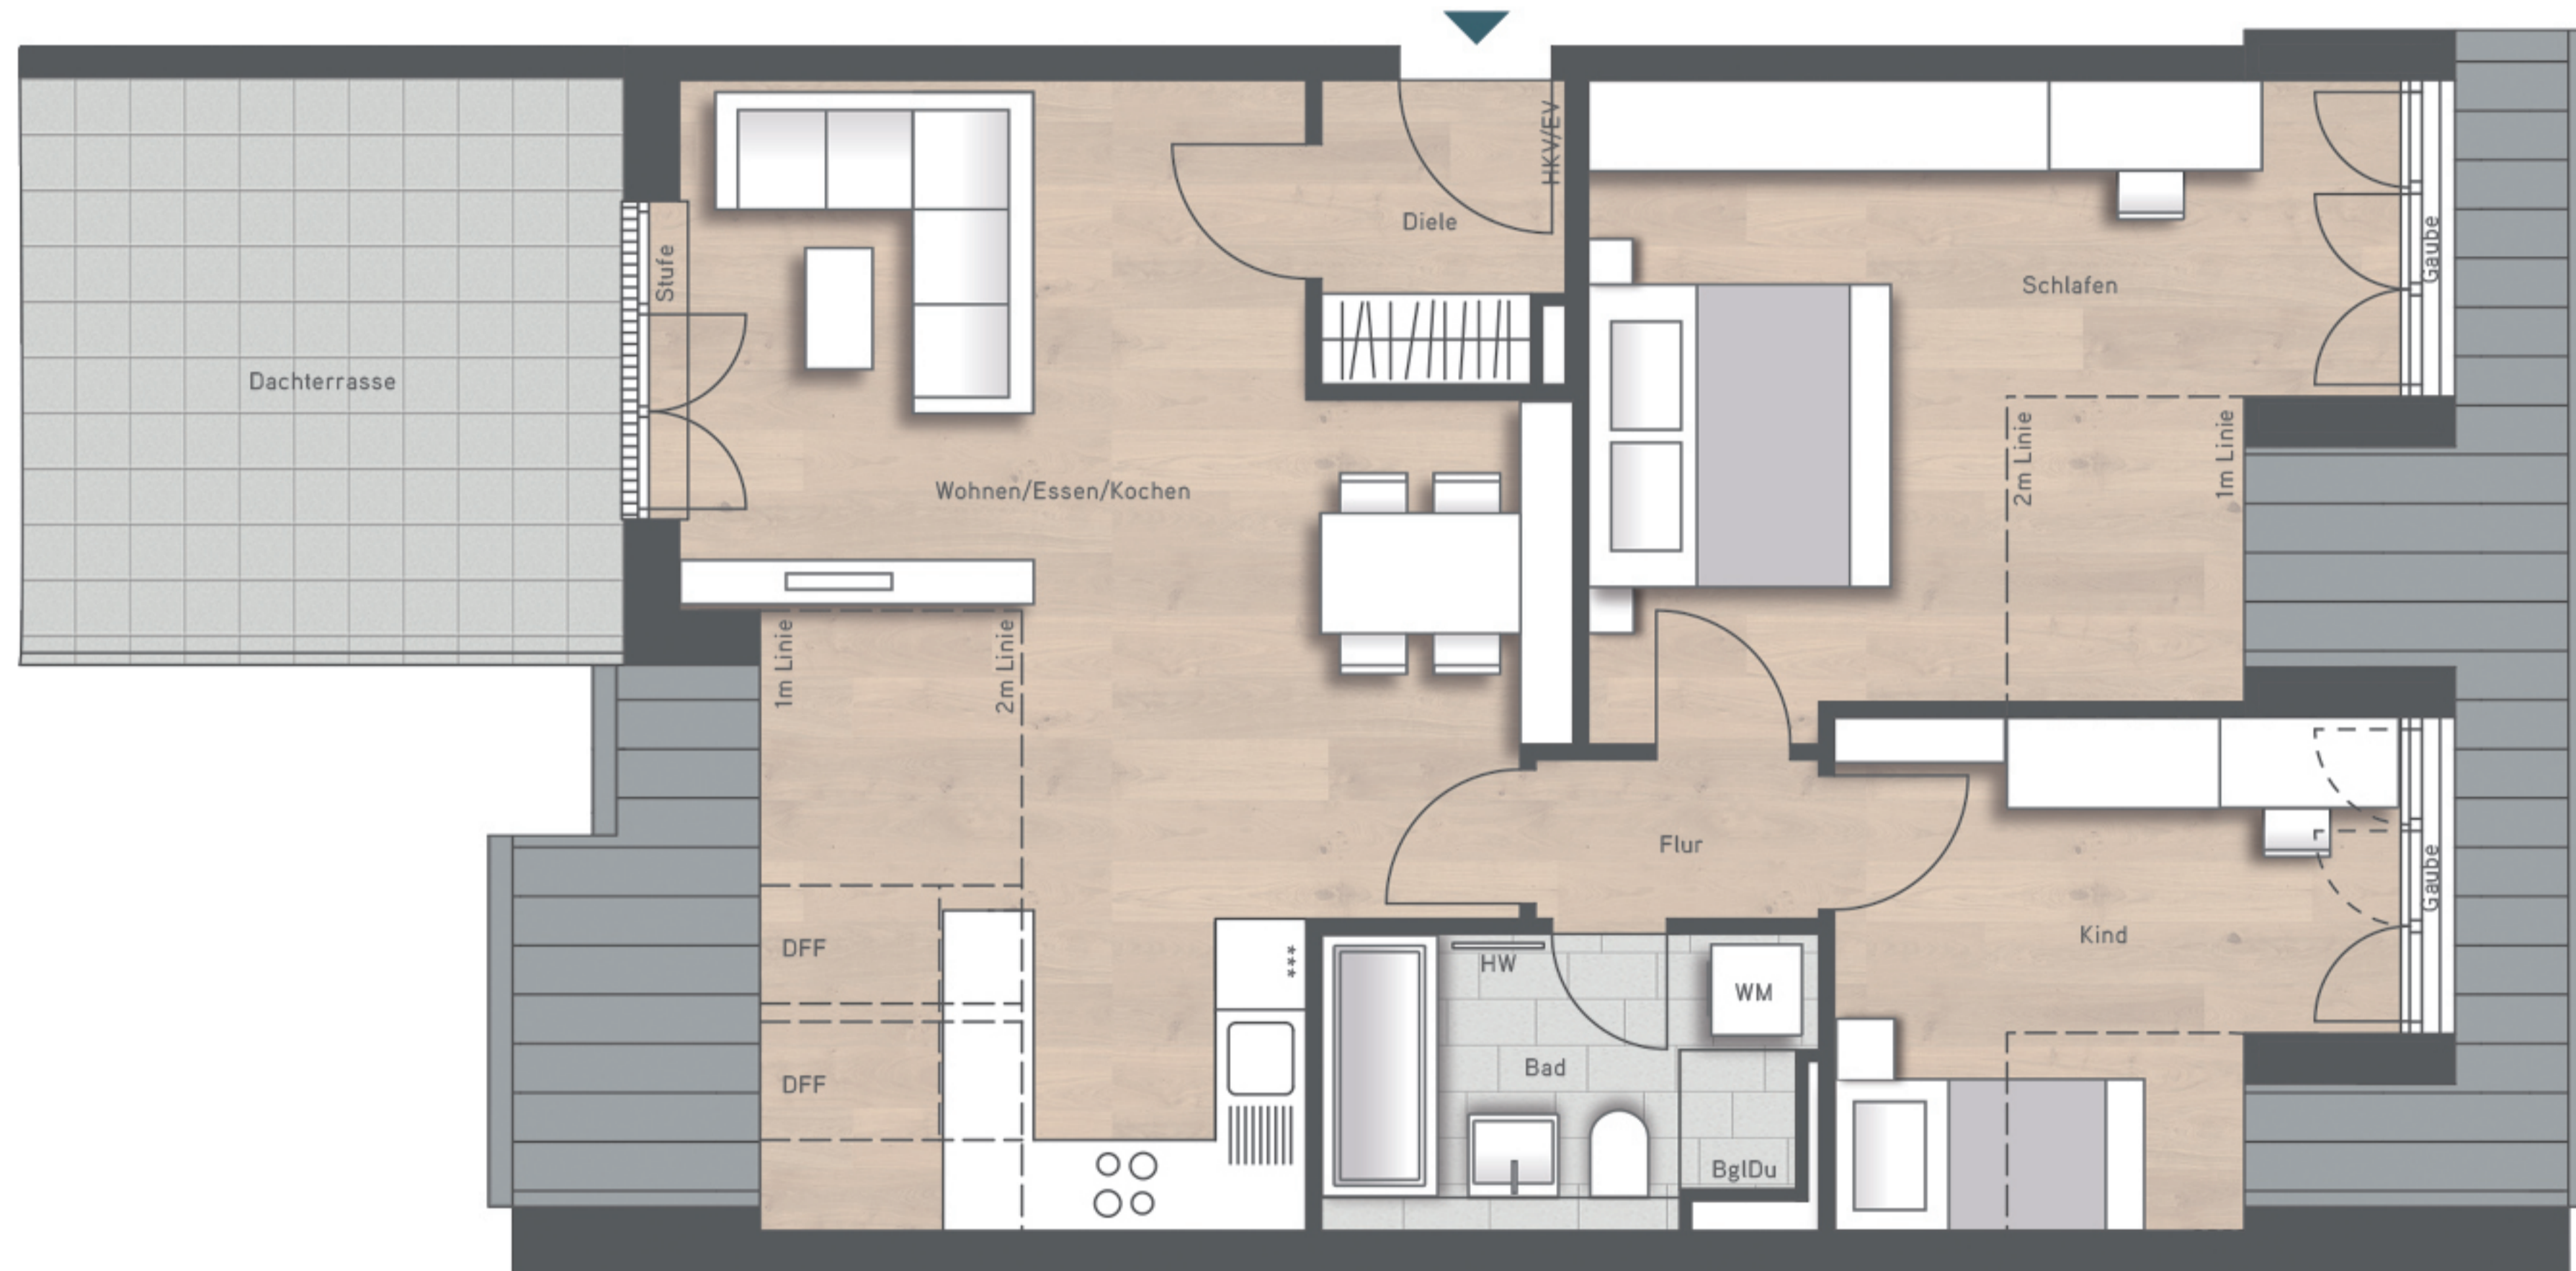 HKV/EV
Diele
Stufe
Gaube
Schlafen
Dachterrasse
Wohnen/Essen/Kochen
2m Linie
1m Linie
1m Linie
2m Linie
Flur
Gaube
Kind
DFF
HW
WM
Bad
DFF
BglDu
***